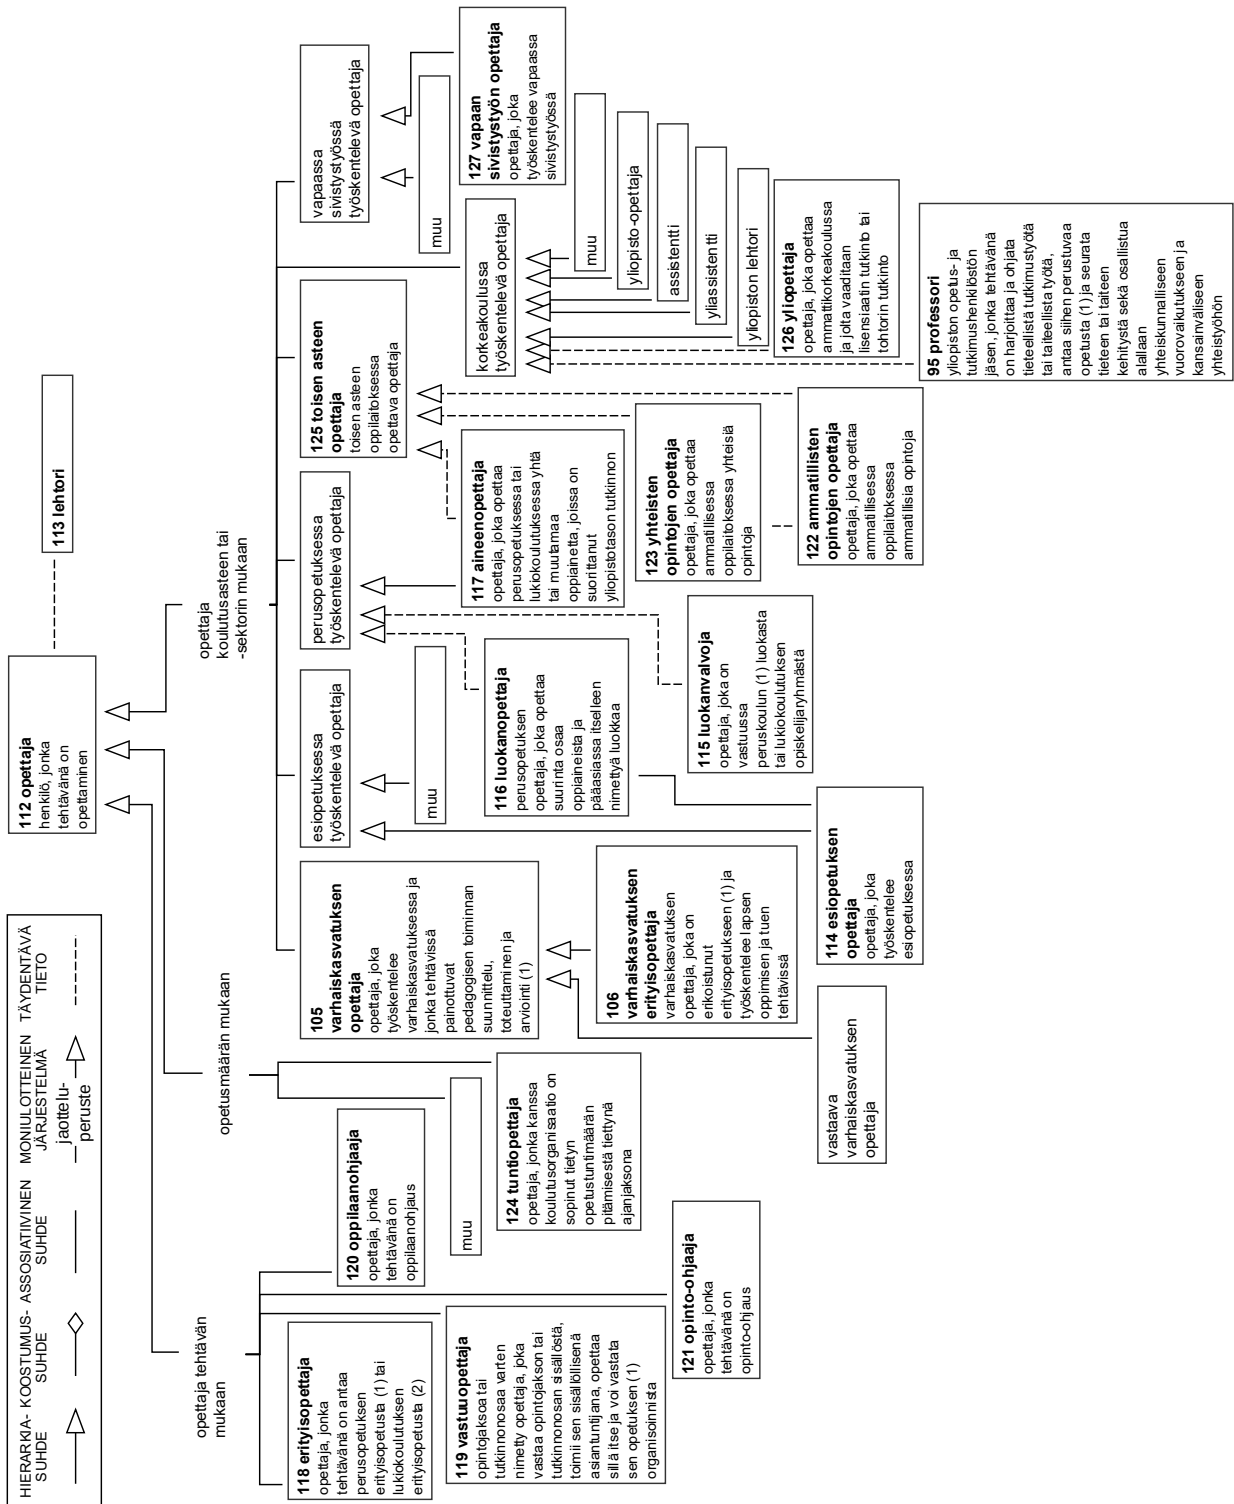 HIERARKIA- KOOSTUMUS- ASSOSIATIIVINEN MONIULOTTEINEN TÄYDENTÄVÄ
SUHDE SUHDE SUHDE JÄRJESTELMÄ TIETO
jaottelu-
peruste
112 opettaja
henkilö, jonka
tehtävänä on
opettaminen
113 lehtori
opettaja tehtävän
mukaan
opetusmäärän mukaan
opettaja
koulutusasteen tai
-sektorin mukaan
118 erityisopettaja
opettaja, jonka
tehtävänä on antaa
perusopetuksen
erityisopetusta (1) tai
lukiokoulutuksen
erityisopetusta (2)
119 vastuuopettaja
opintojaksoa tai
tutkinnonosaa varten
nimetty opettaja, joka
vastaa opintojakson tai
tutkinnonosan sisällöstä,
toimii sen sisällöllisenä
asiantuntijana, opettaa
sillä itse ja voi vastata
sen opetuksen (1)
organisoinnista
121 opinto-ohjaaja
opettaja, jonka
tehtävänä on
opinto-ohjaus
120 oppilaanohjaaja
opettaja, jonka
tehtävänä on
oppilaanohjaus
muu
124 tuntiopettaja
opettaja, jonka kanssa
koulutusorganisaatio on
sopinut tietyn
opetustuntimäärän
pitämisestä tiettynä
ajanjaksona
105
varhaiskasvatuksen
opettaja
opettaja, joka
työskentelee
varhaiskasvatuksessa ja
jonka tehtävissä
painottuvat
pedagogisen toiminnan
suunnittelu,
toteuttaminen ja
arviointi (1)
106
varhaiskasvatuksen
erityisopettaja
varhaiskasvatuksen
opettaja, joka on
erikoistunut
erityisopetukseen (1) ja
työskentelee lapsen
oppimisen ja tuen
tehtävissä
vastaava
varhaiskasvatuksen
opettaja
esiopetuksessa
työskentelevä opettaja
muu
114 esiopetuksen
opettaja
opettaja, joka
työskentelee
esiopetuksessa
perusopetuksessa
työskentelevä opettaja
116 luokanopettaja
perusopetuksen
opettaja, joka opettaa
suurinta osaa
oppiaineista ja
pääasiassa itselleen
nimettyä luokkaa
115 luokanvalvoja
opettaja, joka on
vastuussa
peruskoulun (1) luokasta
tai lukiokoulutuksen
opiskelijaryhmästä
117 aineenopettaja
opettaja, joka opettaa
perusopetuksessa tai
lukiokoulutuksessa yhtä
tai muutamaa
oppiainetta, joissa on
suorittanut
yliopistotason tutkinnon
125 toisen asteen
opettaja
toisen asteen
oppilaitoksessa
opettava opettaja
123 yhteisten
opintojen opettaja
opettaja, joka opettaa
ammatillisessa
oppilaitoksessa yhteisiä
opintoja
122 ammatillisten
opintojen opettaja
opettaja, joka opettaa
ammatillisessa
oppilaitoksessa
ammatillisia opintoja
korkeakoulussa
työskentelevä opettaja
muu
yliopisto-opettaja
assistentti
yliassistentti
yliopiston lehtori
126 yliopettaja
opettaja, joka opettaa
ammattikorkeakoulussa
ja jolta vaaditaan
lisensiaatin tutkinto tai
tohtorin tutkinto
95 professori
yliopiston opetus- ja
tutkimushenkilöstön
jäsen, jonka tehtävänä
on harjoittaa ja ohjata
tieteellistä tutkimustyötä
tai taiteellista työtä,
antaa siihen perustuvaa
opetusta (1) ja seurata
tieteen tai taiteen
kehitystä sekä osallistua
alallaan
yhteiskunnalliseen
vuorovaikutukseen ja
kansainväliseen
yhteistyöhön
vapaassa
sivistystyössä
työskentelevä opettaja
muu
127 vapaan
sivistystyön opettaja
opettaja, joka
työskentelee vapaassa
sivistystyössä